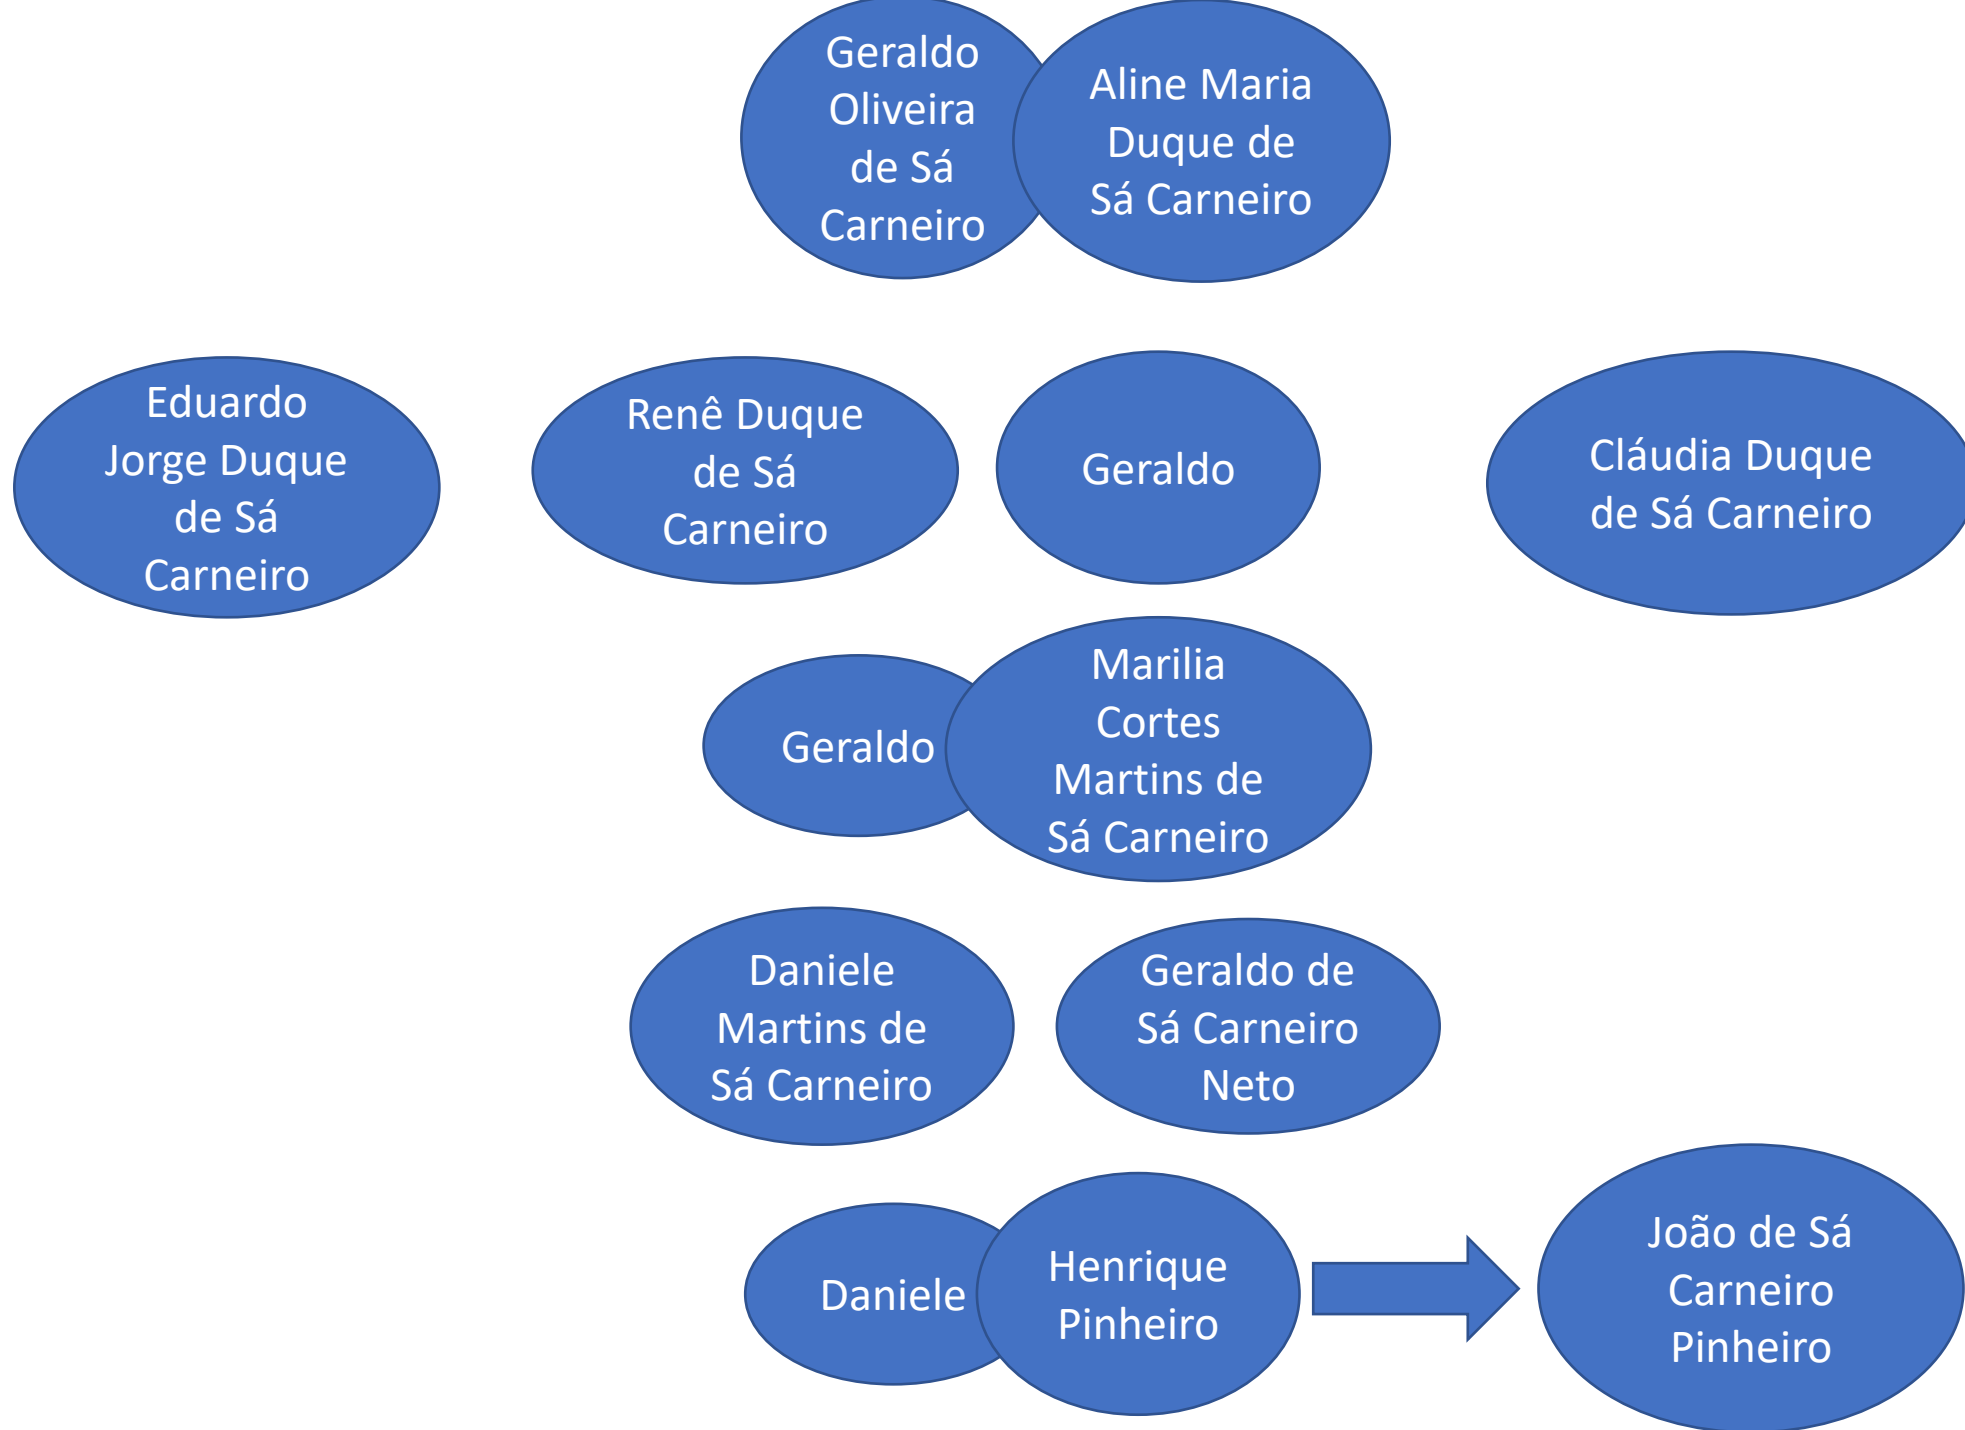 Geraldo
Oliveira
de Sá
Carneiro
Aline Maria
Duque de
Sá Carneiro
Eduardo
Jorge Duque
de Sá
Carneiro
Renê Duque
de Sá
Carneiro
Geraldo
Cláudia Duque
de Sá Carneiro
Geraldo
Marilia
Cortes
Martins de
Sá Carneiro
Daniele
Martins de
Sá Carneiro
Geraldo de
Sá Carneiro
Neto
Daniele
Henrique
Pinheiro
João de Sá
Carneiro
Pinheiro